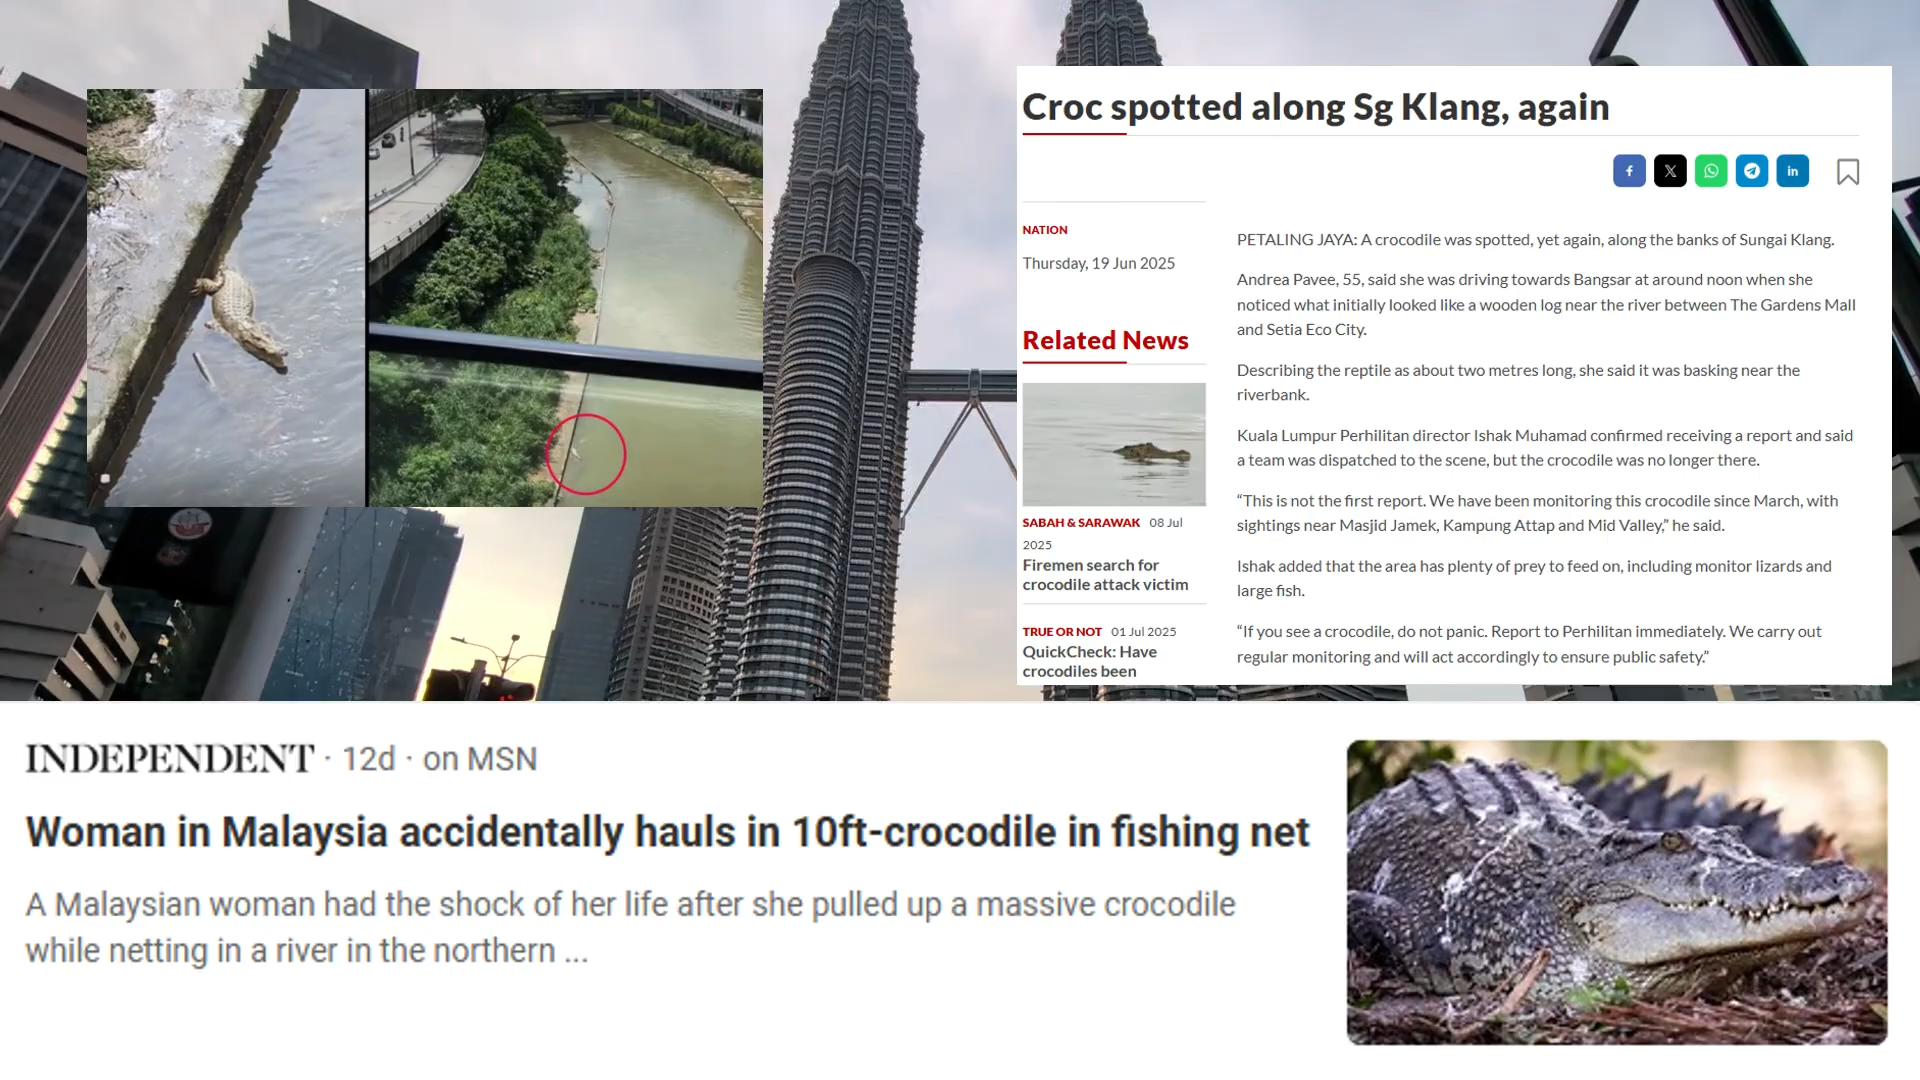 Croc spotted along Sg Klang, again
NATION
Thursday, 19 Jun 2025
Related News
SABAH & SARAWAK 08 Jul
2025
Firemen search for
crocodile attack victim
TRUE OR NOT 01 Jul 2025
QuickCheck: Have
crocodiles been
PETALING JAYA: A crocodile was spotted, yet again, along the banks of Sungai Klang.
Andrea Pavee, 55, said she was driving towards Bangsar at around noon when she
noticed what initially looked like a wooden log near the river between The Gardens Mall
and Setia Eco City.
Describing the reptile as about two metres long, she said it was basking near the
riverbank.
Kuala Lumpur Perhilitan director Ishak Muhamad confirmed receiving a report and said
a team was dispatched to the scene, but the crocodile was no longer there.
“This is not the first report. We have been monitoring this crocodile since March, with
sightings near Masjid Jamek, Kampung Attap and Mid Valley,” he said.
Ishak added that the area has plenty of prey to feed on, including monitor lizards and
large fish.
“If you see a crocodile, do not panic. Report to Perhilitan immediately. We carry out
regular monitoring and will act accordingly to ensure public safety.”
INDEPENDENT · 12d · on MSN
Woman in Malaysia accidentally hauls in 10ft-crocodile in fishing net
A Malaysian woman had the shock of her life after she pulled up a massive crocodile
while netting in a river in the northern ...